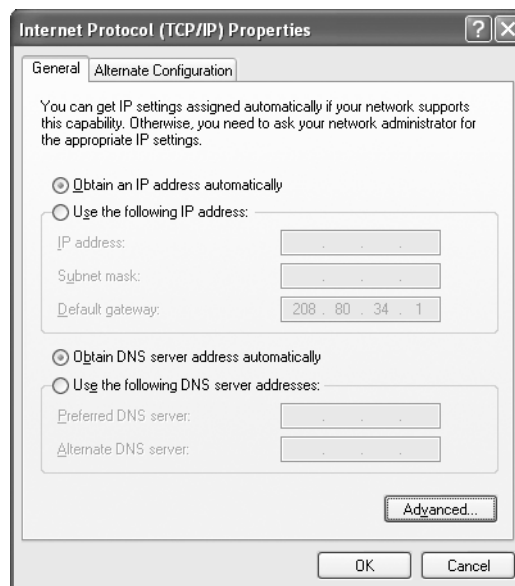 Internet Protocol (TCP/IP) Properties
General
Alternate Configuration
You can get IP settings assigned automatically if your network supports
this capability. Otherwise, you need to ask your network administrator for
the appropriate IP settings.
Obtain an IP address automatically
Use the following IP address:
IP address:
Subnet mask:
Default gateway:
208 . 80 . 34 . 1
Obtain DNS server address automatically
Use the following DNS server addresses:
Preferred DNS server:
Alternate DNS server:
Advanced...
OK
Cancel